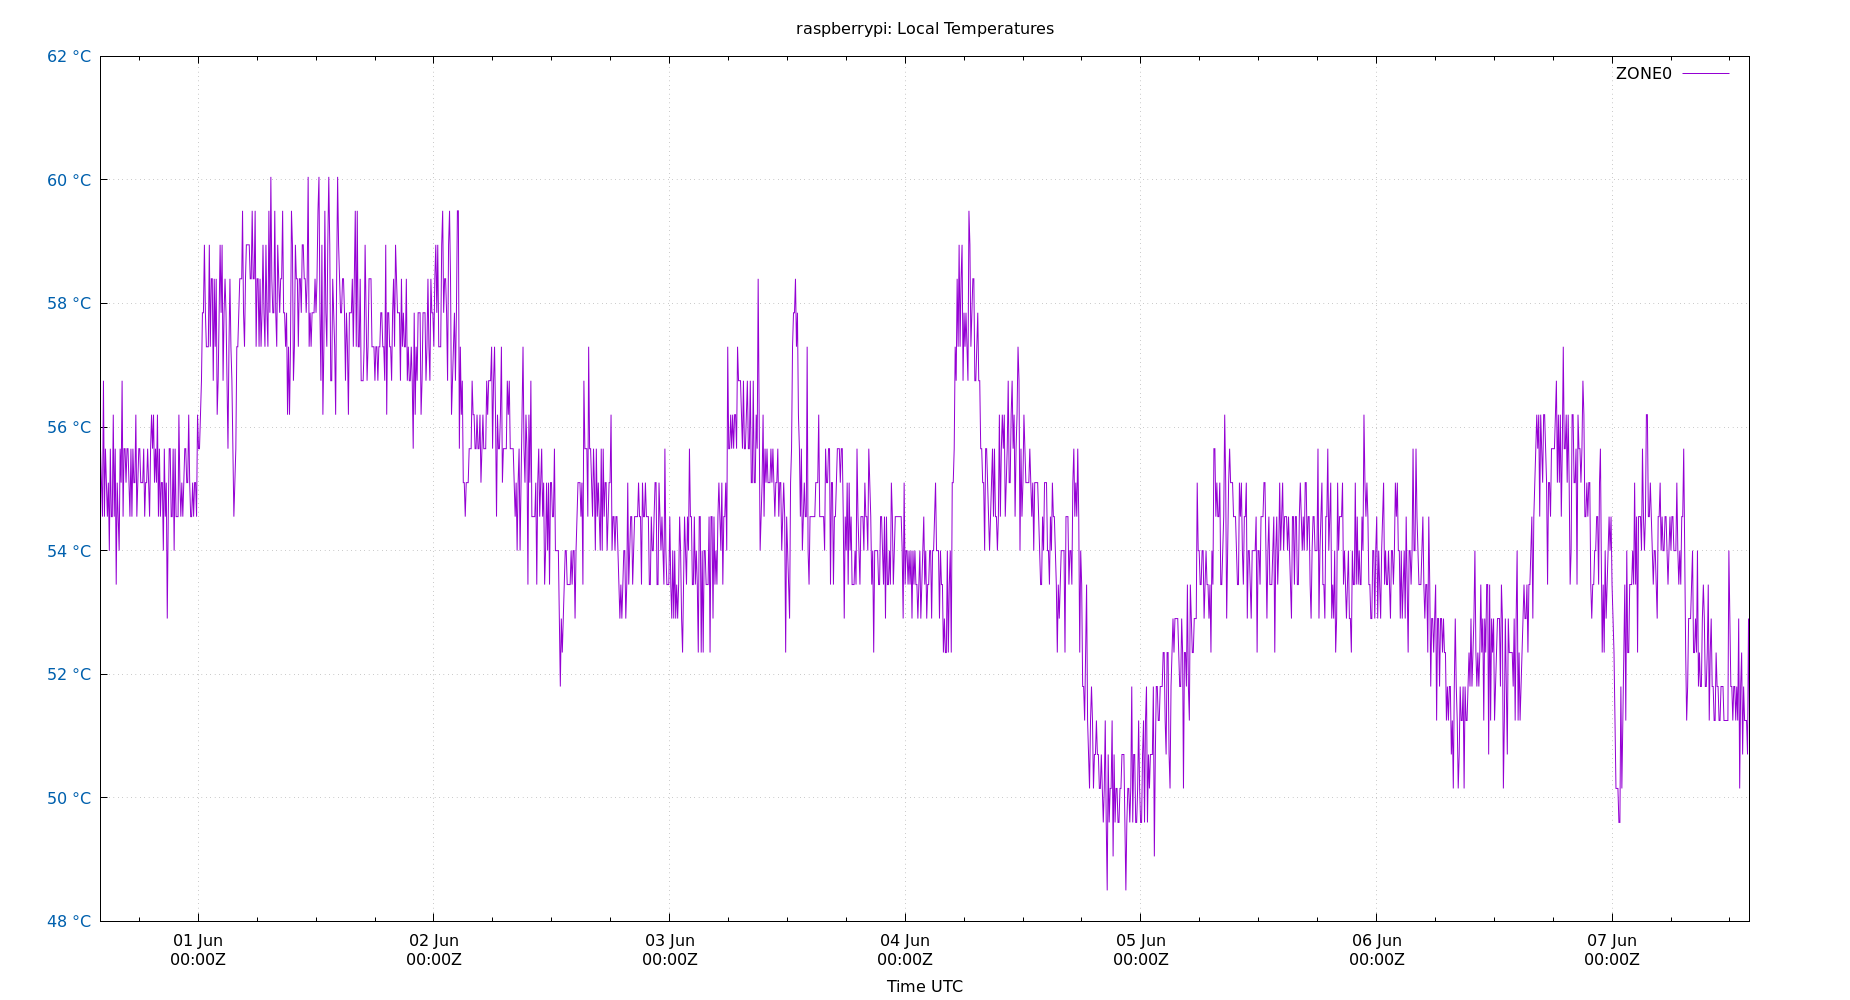 raspberrypi: Local Temperatures
62 °C
ZONE0
60 °C
58 °C
56 °C
54 °C
52 °C
50 °C
48 °C
01 Jun 02 Jun 03 Jun 04 Jun 05 Jun 06 Jun 07 Jun
00:00Z 00:00Z 00:00Z 00:00Z 00:00Z 00:00Z 00:00Z
Time UTC